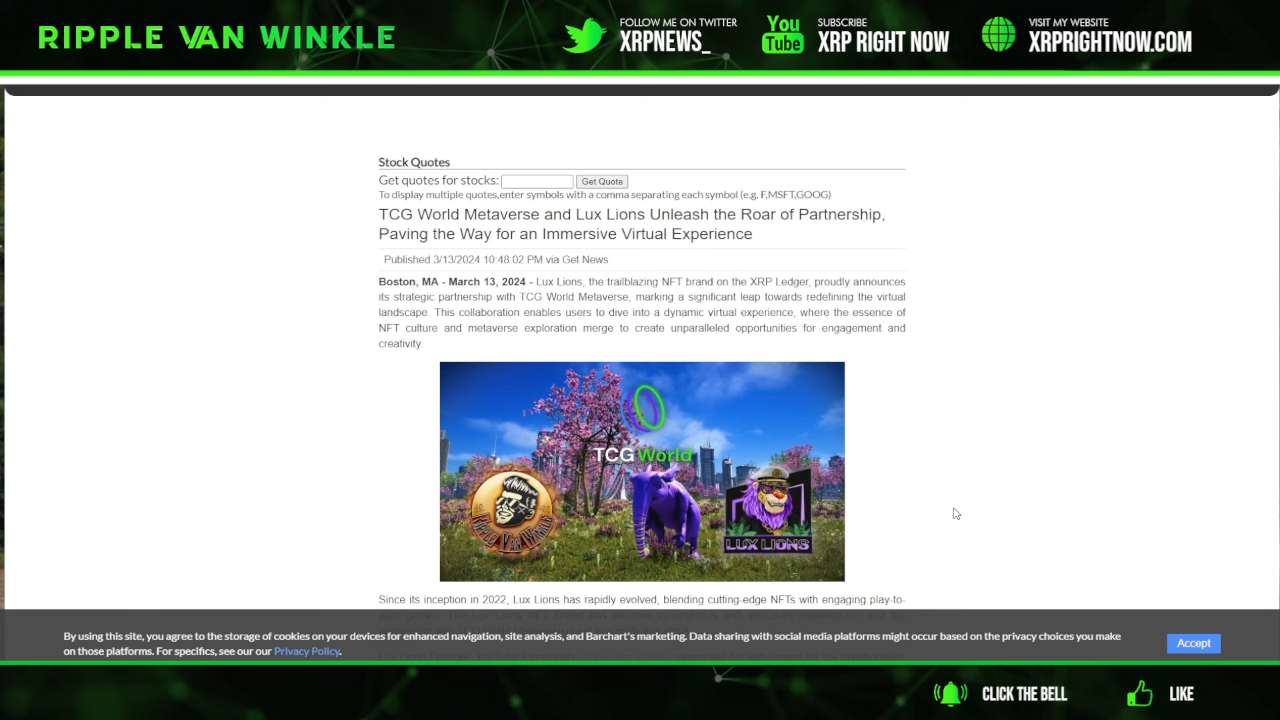 RIPPLE VAN WINKLE
FOLLOW ME ON TWITTER
XRPNEWS_
You
Tube
SUBSCRIBE
XRP RIGHT NOW
VISIT MY WEBSITE
XRPRIGHTNOW.COM
Stock Quotes
Get quotes for stocks:
Get Quote
To display multiple quotes,enter symbols with a comma separating each symbol (e.g. F,MSFT,GOOG)
TCG World Metaverse and Lux Lions Unleash the Roar of Partnership,
Paving the Way for an Immersive Virtual Experience
Published 3/13/2024 10:48:02 PM via Get News
Boston, MA - March 13, 2024 - Lux Lions, the trailblazing NFT brand on the XRP Ledger, proudly announces
its strategic partnership with TCG World Metaverse, marking a significant leap towards redefining the virtual
landscape. This collaboration enables users to dive into a dynamic virtual experience, where the essence of
NFT culture and metaverse exploration merge to create unparalleled opportunities for engagement and
creativity.
TCG World
RIPPLE VAN WINKLE
LUX LIONS
Since its inception in 2022, Lux Lions has rapidly evolved, blending cutting-edge NFTs with engaging play-to-
By using this site, you agree to the storage of cookies on your devices for enhanced navigation, site analysis, and Barchart's marketing. Data sharing with social media platforms might occur based on the privacy choices you make
on those platforms. For specifics, see our our Privacy Policy.
Accept
CLICK THE BELL
LIKE